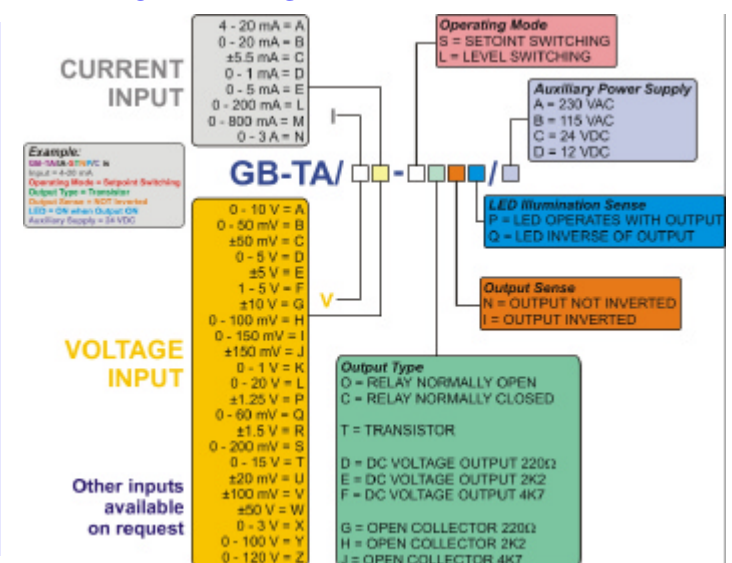 CURRENT
INPUT
4 - 20 mA = A
0 - 20 mA = B
±5.5 mA = C
0 - 1 mA = D
0 - 5 mA = E
0 - 200 mA = L
0 - 800 mA = M
0 - 3 A = N
Operating Mode
S = SETOINT SWITCHING
L = LEVEL SWITCHING
Auxiliary Power Supply
A = 230 VAC
B = 115 VAC
C = 24 VDC
D = 12 VDC
I
GB-TA/ - /
Example:
GB-TA/IA-STNP/C is
Input = 4-20 mA
Operating Mode = Setpoint Switching
Output Type = Transistor
Output Sense = NOT Inverted
LED = ON when Output ON
Auxiliary Supply = 24 VDC
LED Illumination Sense
P = LED OPERATES WITH OUTPUT
Q = LED INVERSE OF OUTPUT
Output Sense
N = OUTPUT NOT INVERTED
I = OUTPUT INVERTED
V
VOLTAGE
INPUT
0 - 10 V = A
0 - 50 mV = B
±50 mV = C
0 - 5 V = D
±5 V = E
1 - 5 V = F
±10 V = G
0 - 100 mV = H
0 - 150 mV = I
±150 mV = J
0 - 1 V = K
0 - 20 V = L
±1.25 V = P
0 - 60 mV = Q
±1.5 V = R
0 - 200 mV = S
0 - 15 V = T
±20 mV = U
±100 mV = V
±50 V = W
0 - 3 V = X
0 - 100 V = Y
0 - 120 V = Z
Output Type
O = RELAY NORMALLY OPEN
C = RELAY NORMALLY CLOSED
T = TRANSISTOR
D = DC VOLTAGE OUTPUT 220Ω
E = DC VOLTAGE OUTPUT 2K2
F = DC VOLTAGE OUTPUT 4K7
G = OPEN COLLECTOR 220Ω
H = OPEN COLLECTOR 2K2
J = OPEN COLLECTOR 4K7
Other inputs
available
on request